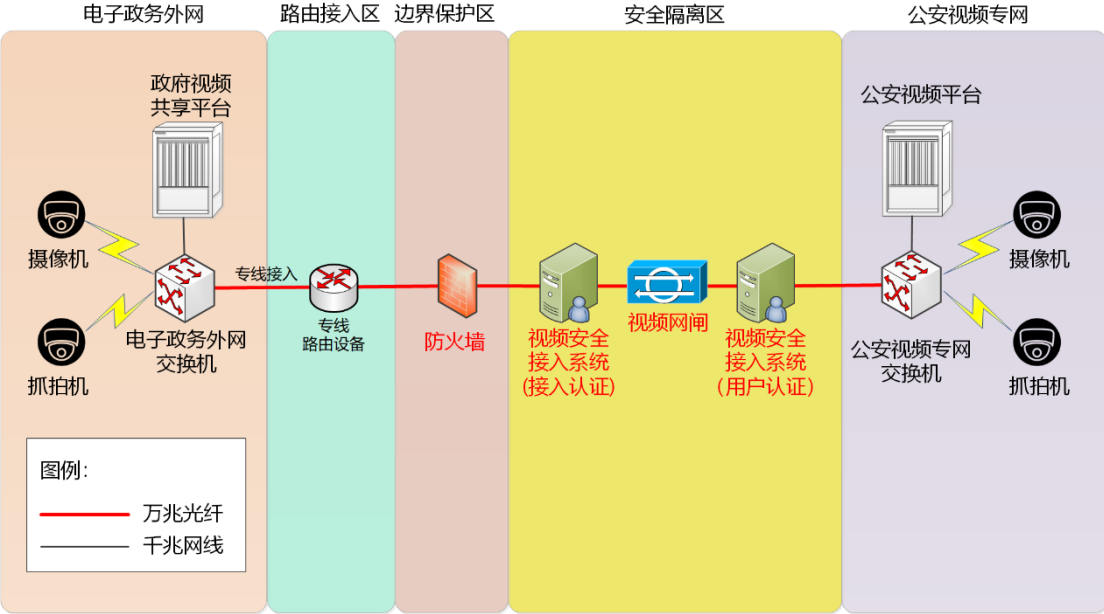 电子政务外网
路由接入区
边界保护区
安全隔离区
公安视频专网
政府视频
共享平台
摄像机
抓拍机
电子政务外网
交换机
专线接入
专线
路由设备
防火墙
视频安全
接入系统
(接入认证)
视频网闸
视频安全
接入系统
(用户认证)
公安视频平台
公安视频专网
交换机
摄像机
抓拍机
图例:
万兆光纤
千兆网线